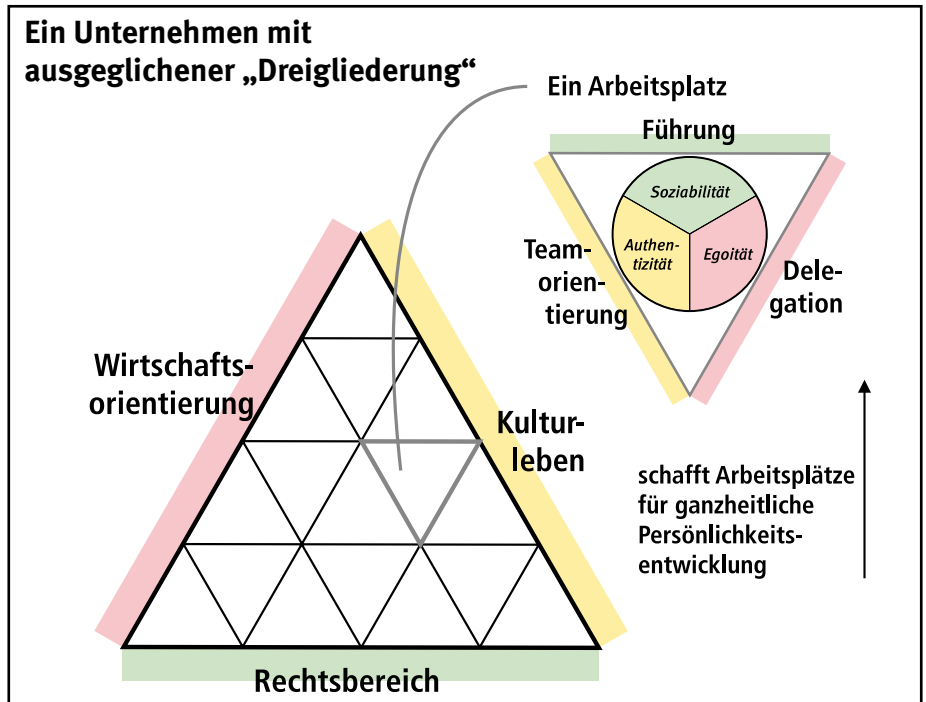 Ein Unternehmen mit
ausgeglichener „Dreigliederung“
Ein Arbeitsplatz
Führung
Soziabilität
Authen-
tizität
Egoität
Team-
orien-
tierung
Dele-
gation
Wirtschafts-
orientierung
Kultur-
leben
schafft Arbeitsplätze
für ganzheitliche
Persönlichkeits-
entwicklung
Rechtsbereich